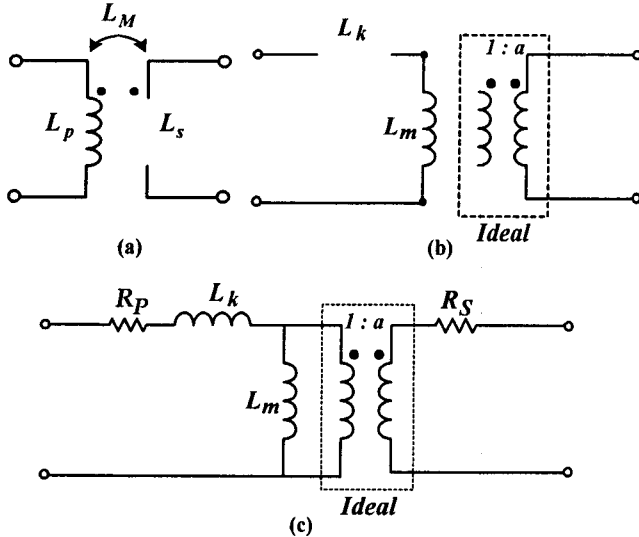 L_M
L_p
L_s
(a)
L_k
1 : a
L_m
Ideal
(b)
R_P
L_k
1 : a
R_S
L_m
Ideal
(c)